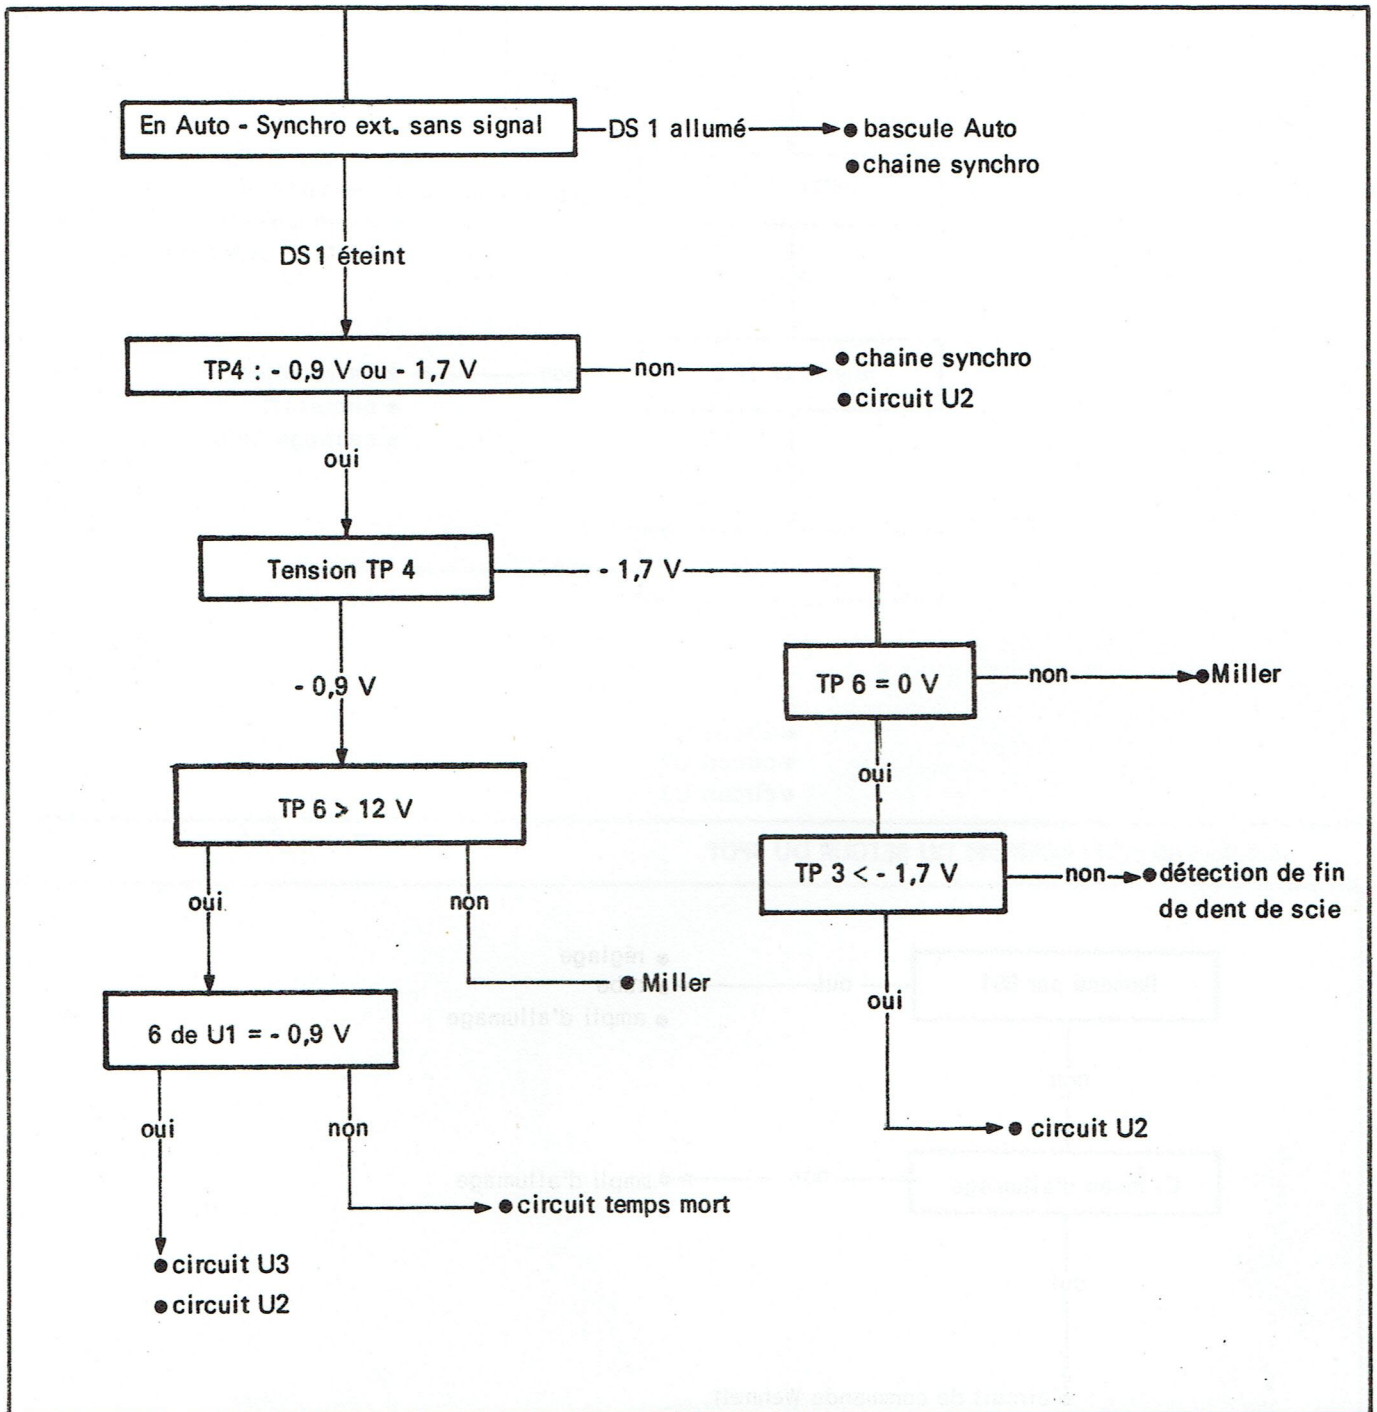 En Auto - Synchro ext. sans signal
DS 1 allumé
● bascule Auto
● chaine synchro
DS1 éteint
TP4 : - 0,9 V ou - 1,7 V
non
● chaine synchro
● circuit U2
oui
Tension TP 4
- 1,7 V
- 0,9 V
TP 6 = 0 V
non
● Miller
oui
TP 6 > 12 V
TP 3 < - 1,7 V
non
● détection de fin
de dent de scie
oui
non
● Miller
oui
6 de U1 = - 0,9 V
oui
non
● circuit U2
● circuit temps mort
● circuit U3
● circuit U2